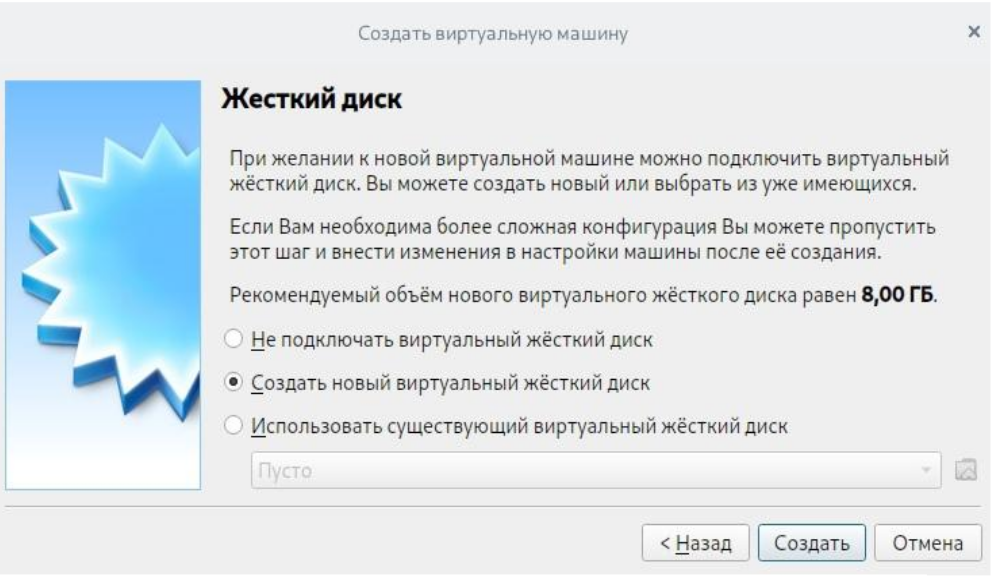 Создать виртуальную машину
Жесткий диск
При желании к новой виртуальной машине можно подключить виртуальный
жёсткий диск. Вы можете создать новый или выбрать из уже имеющихся.
Если Вам необходима более сложная конфигурация Вы можете пропустить
этот шаг и внести изменения в настройки машины после её создания.
Рекомендуемый объём нового виртуального жёсткого диска равен 8,00 ГБ.
Не подключать виртуальный жёсткий диск
Создать новый виртуальный жёсткий диск
Использовать существующий виртуальный жёсткий диск
Пусто
< Назад Создать Отмена